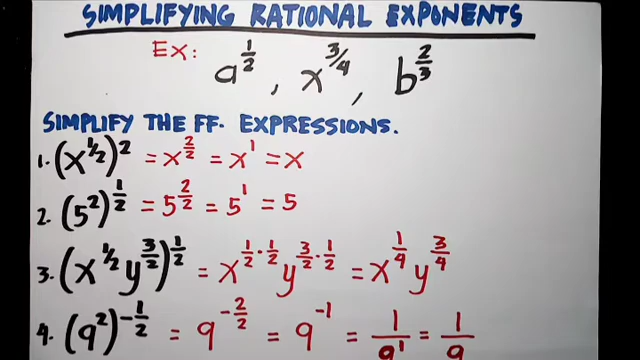 SIMPLIFYING RATIONAL EXPONENTS
EX: a^(1/2), x^(3/4), b^(2/3)
SIMPLIFY THE FF. EXPRESSIONS.
1. (x^(1/2))^2 = x^(2/2) = x^1 = x
2. (5^2)^(1/2) = 5^(2/2) = 5^1 = 5
3. (x^(1/2) y^(3/2))^(1/2) = x^(1/2 · 1/2) y^(3/2 · 1/2) = x^(1/4) y^(3/4)
4. (9^2)^(-1/2) = 9^(-2/2) = 9^(-1) = 1/9^1 = 1/9